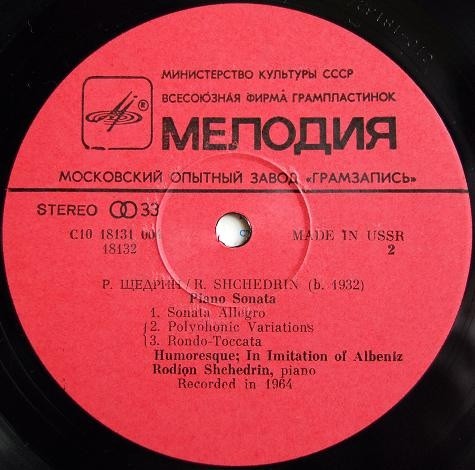 МИНИСТЕРСТВО КУЛЬТУРЫ СССР
ВСЕСОЮЗНАЯ ФИРМА ГРАМПЛАСТИНОК
®
МЕЛОДИЯ
МОСКОВСКИЙ ОПЫТНЫЙ ЗАВОД «ГРАМЗАПИСЬ»
STEREO 33
С10 18131 004 MADE IN USSR
18132 2
Р. ЩЕДРИН/R. SHCHEDRIN (b. 1932)
Piano Sonata
1. Sonata Allegro
2. Polyphonic Variations
3. Rondo-Toccata
Humoresque; In Imitation of Albeniz
Rodion Shchedrin, piano
Recorded in 1964